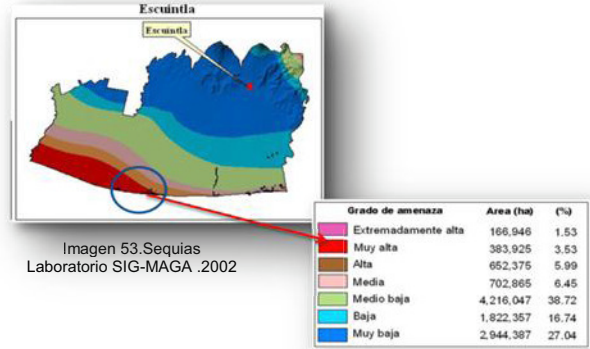 Escuintla
Escuintla
Imagen 53.Sequias
Laboratorio SIG-MAGA .2002
Grado de amenaza Area (ha) (%)
Extremadamente alta 166,946 1.53
Muy alta 383,925 3.53
Alta 652,375 5.99
Media 702,865 6.45
Medio baja 4,216,047 38.72
Baja 1,822,357 16.74
Muy baja 2,944,387 27.04